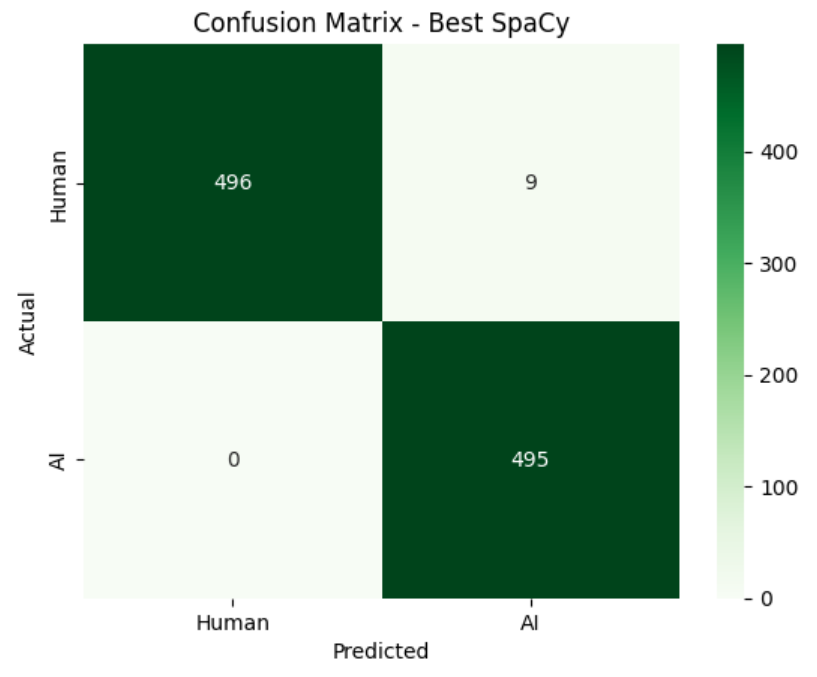 Confusion Matrix - Best SpaCy
Human
496
9
400
300
Actual
200
AI
0
495
100
0
Human
AI
Predicted